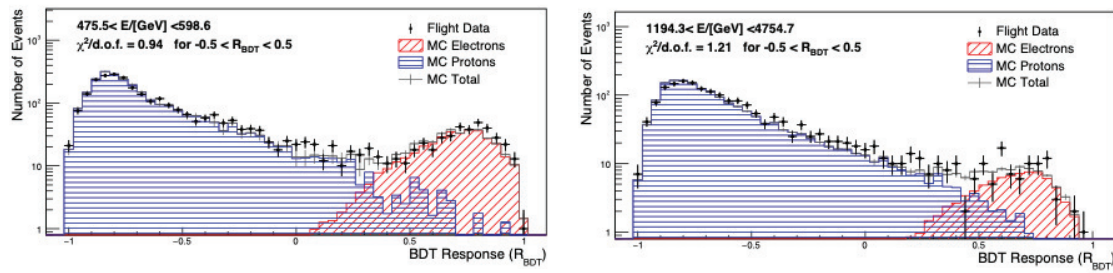 Number of Events
475.5< E/[GeV] <598.6
χ²/d.o.f. = 0.94 for -0.5 < R_BDT < 0.5
Flight Data
MC Electrons
MC Protons
MC Total
10³
10²
10
1
-1 -0.5 0 0.5 1
BDT Response (R_BDT)
Number of Events
1194.3< E/[GeV] <4754.7
χ²/d.o.f. = 1.21 for -0.5 < R_BDT < 0.5
Flight Data
MC Electrons
MC Protons
MC Total
10³
10²
10
1
-1 -0.5 0 0.5 1
BDT Response (R_BDT)